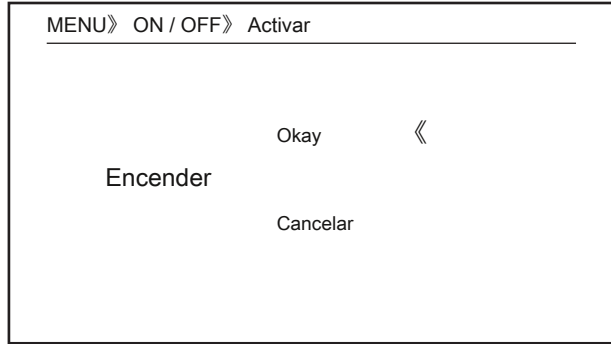 MENU》 ON / OFF》 Activar
Okay 《
Encender
Cancelar